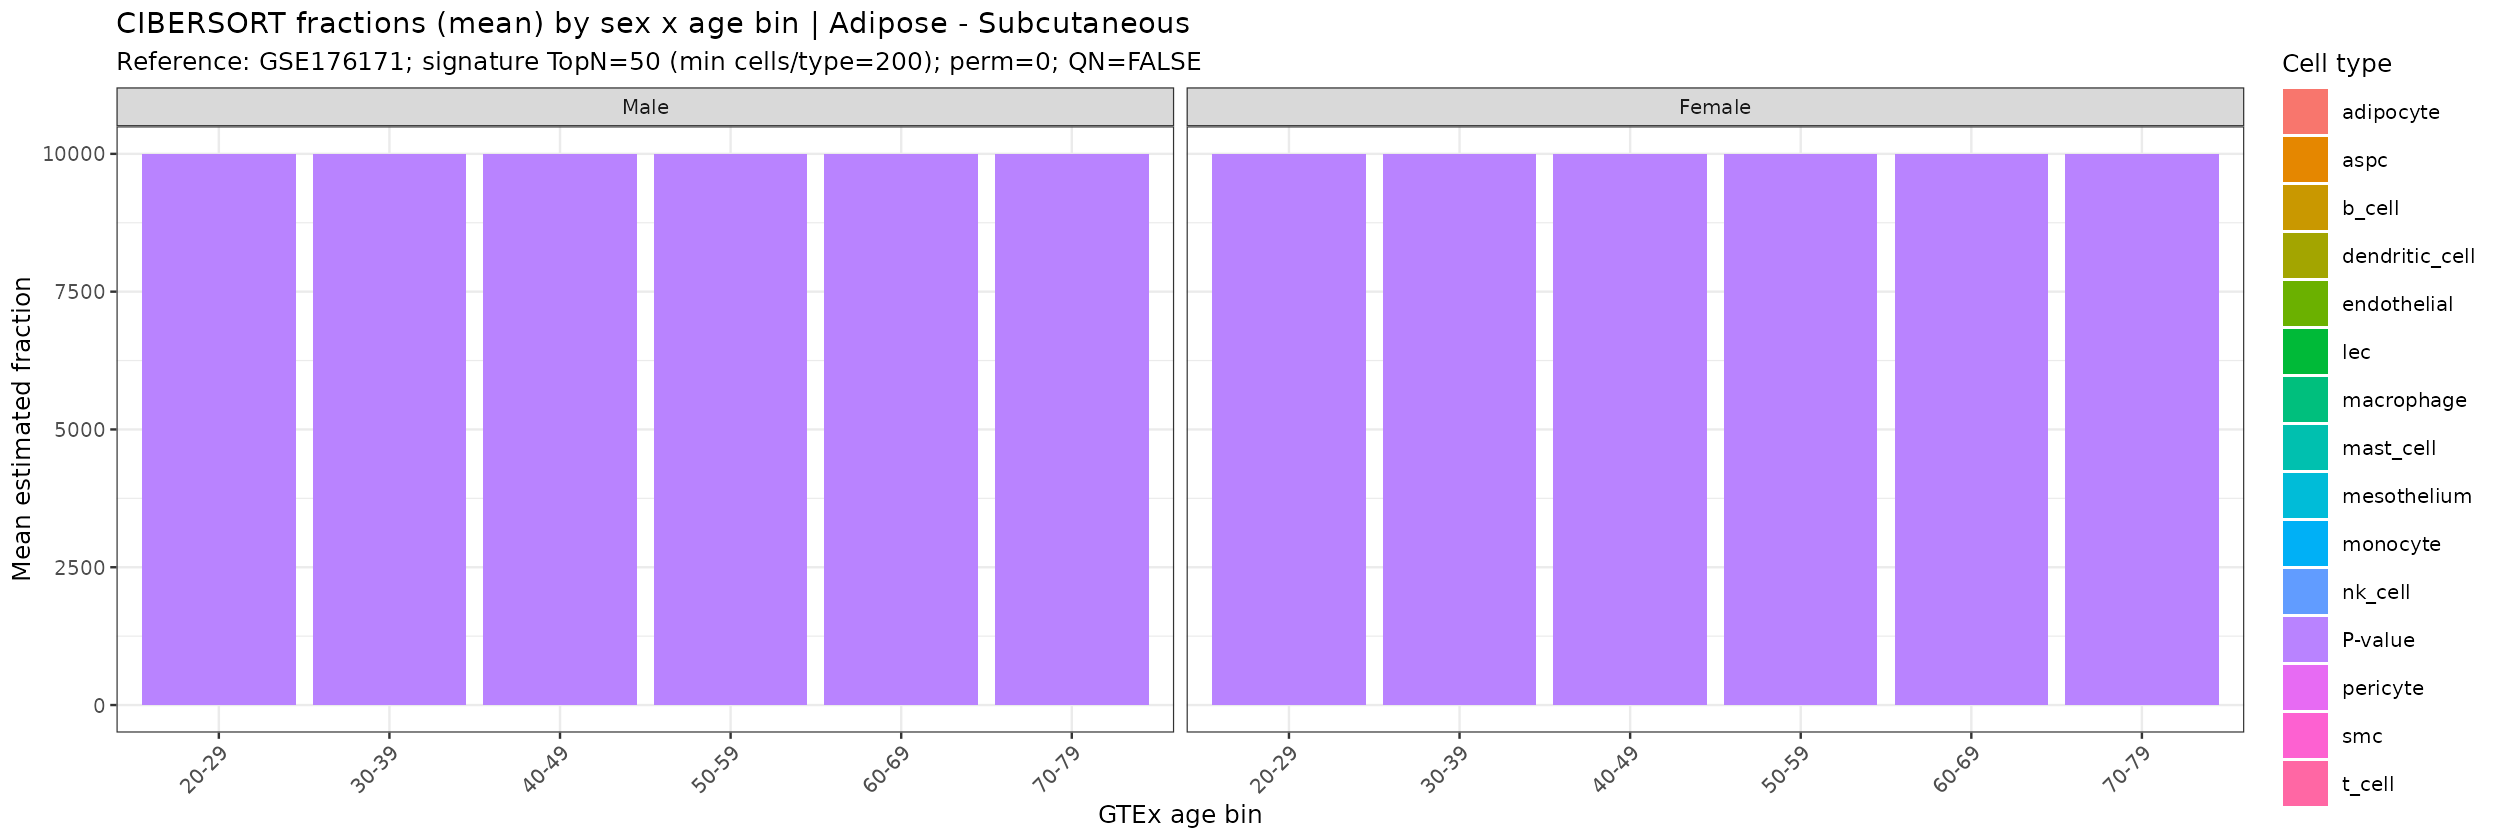 CIBERSORT fractions (mean) by sex x age bin | Adipose - Subcutaneous
Reference: GSE176171; signature TopN=50 (min cells/type=200); perm=0; QN=FALSE
Male
Female
Mean estimated fraction
10000
7500
5000
2500
0
20-29
30-39
40-49
50-59
60-69
70-79
20-29
30-39
40-49
50-59
60-69
70-79
GTEx age bin
Cell type
adipocyte
aspc
b_cell
dendritic_cell
endothelial
lec
macrophage
mast_cell
mesothelium
monocyte
nk_cell
P-value
pericyte
smc
t_cell